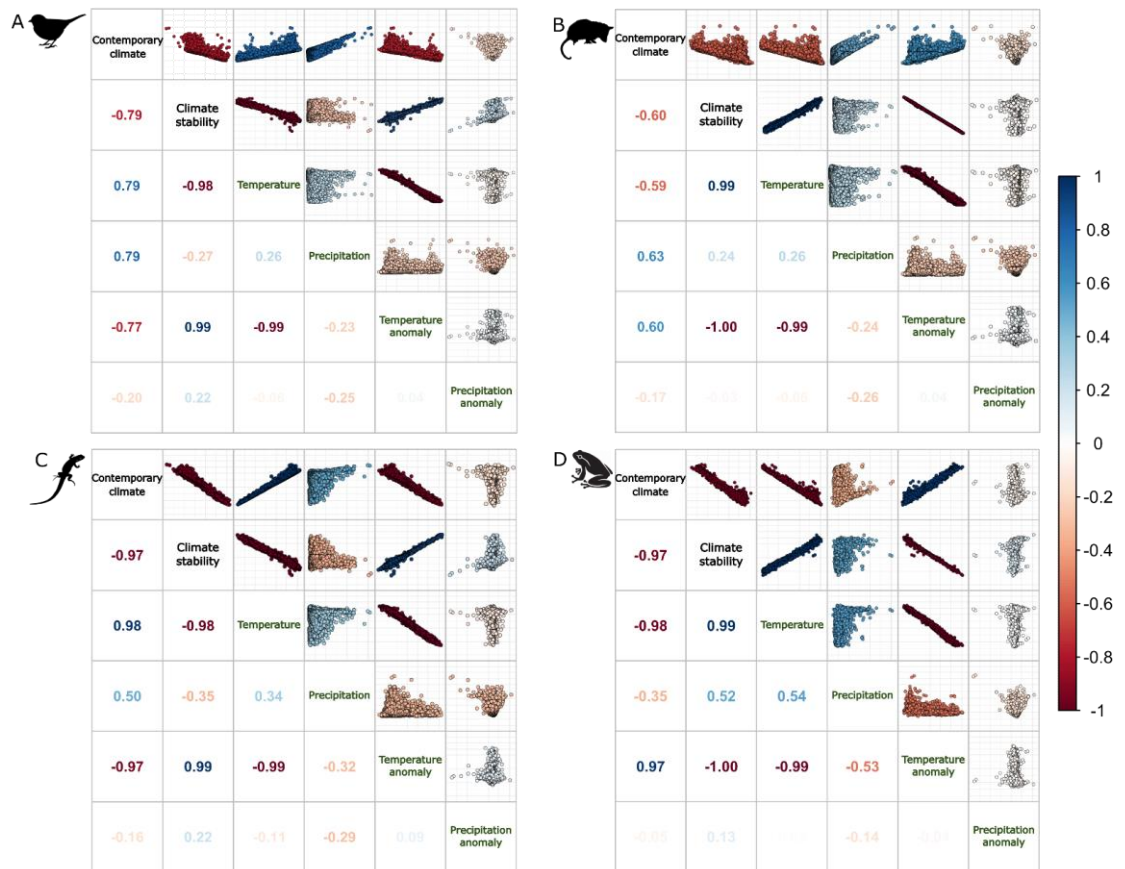 A
Contemporary
climate
-0.79
Climate
stability
0.79 -0.98 Temperature
0.79 -0.27 0.26 Precipitation
-0.77 0.99 -0.99 -0.23
Temperature
anomaly
-0.20 0.22 -0.06 -0.25 0.04
Precipitation
anomaly
B
Contemporary
climate
-0.60
Climate
stability
-0.59 0.99 Temperature
0.63 0.24 0.26 Precipitation
0.60 -1.00 -0.99 -0.24
Temperature
anomaly
-0.17 -0.26 0.04
Precipitation
anomaly
1
0.8
0.6
0.4
0.2
0
-0.2
-0.4
-0.6
-0.8
-1
C
Contemporary
climate
-0.97
Climate
stability
0.98 -0.98 Temperature
0.50 -0.35 0.34 Precipitation
-0.97 0.99 -0.99 -0.32
Temperature
anomaly
-0.16 0.22 -0.11 -0.29 0.09
Precipitation
anomaly
D
Contemporary
climate
-0.97
Climate
stability
-0.98 0.99 Temperature
-0.35 0.52 0.54 Precipitation
0.97 -1.00 -0.99 -0.53
Temperature
anomaly
0.13 -0.14 -0.04
Precipitation
anomaly